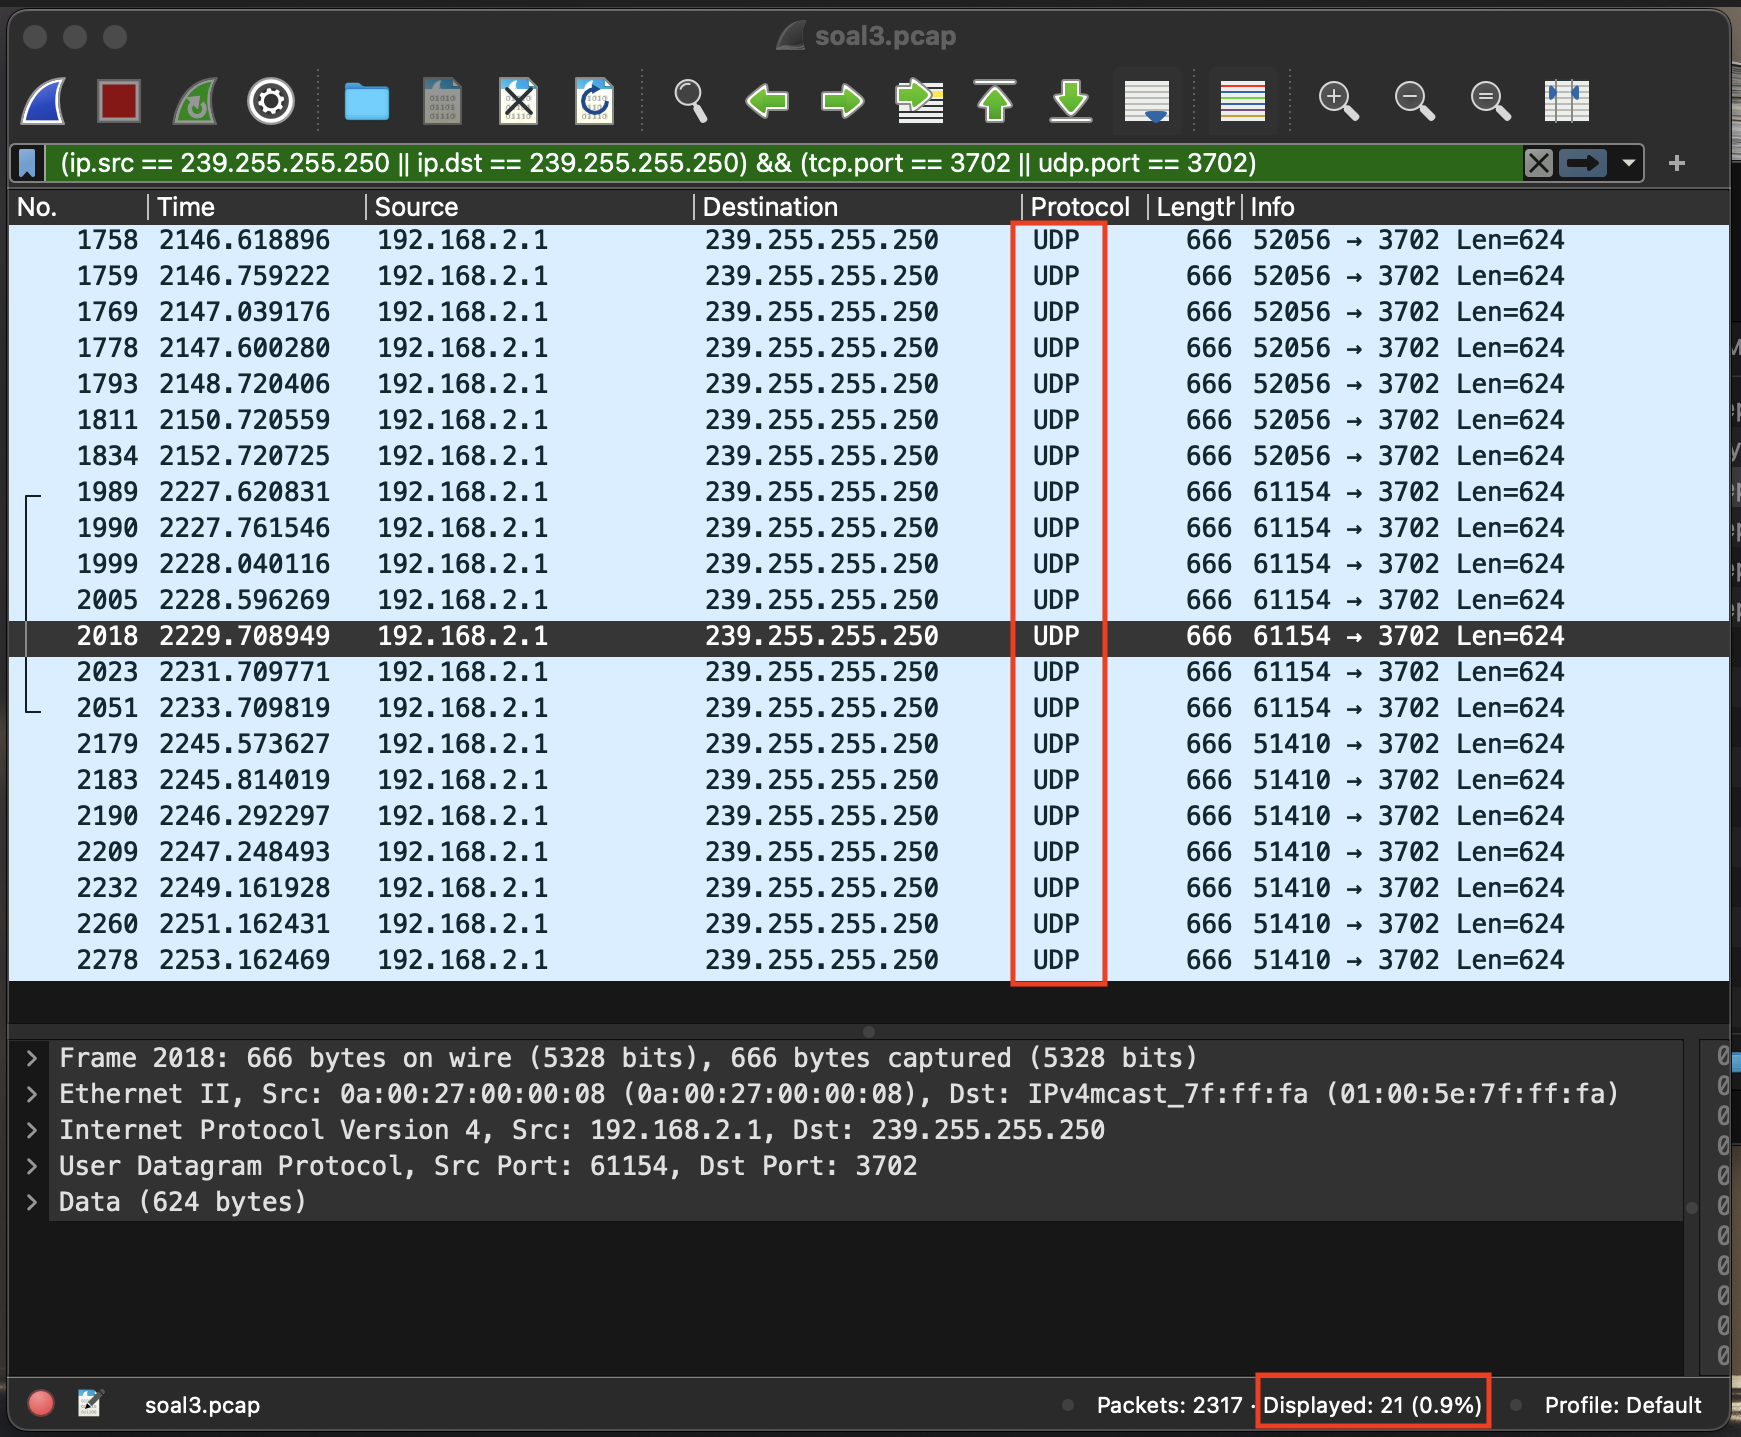 soal3.pcap
(ip.src == 239.255.255.250 || ip.dst == 239.255.255.250) && (tcp.port == 3702 || udp.port == 3702)
No. Time Source Destination Protocol Length Info
1758 2146.618896 192.168.2.1 239.255.255.250 UDP 666 52056 → 3702 Len=624
1759 2146.759222 192.168.2.1 239.255.255.250 UDP 666 52056 → 3702 Len=624
1769 2147.039176 192.168.2.1 239.255.255.250 UDP 666 52056 → 3702 Len=624
1778 2147.600280 192.168.2.1 239.255.255.250 UDP 666 52056 → 3702 Len=624
1793 2148.720406 192.168.2.1 239.255.255.250 UDP 666 52056 → 3702 Len=624
1811 2150.720559 192.168.2.1 239.255.255.250 UDP 666 52056 → 3702 Len=624
1834 2152.720725 192.168.2.1 239.255.255.250 UDP 666 52056 → 3702 Len=624
1989 2227.620831 192.168.2.1 239.255.255.250 UDP 666 61154 → 3702 Len=624
1990 2227.761546 192.168.2.1 239.255.255.250 UDP 666 61154 → 3702 Len=624
1999 2228.040116 192.168.2.1 239.255.255.250 UDP 666 61154 → 3702 Len=624
2005 2228.596269 192.168.2.1 239.255.255.250 UDP 666 61154 → 3702 Len=624
2018 2229.708949 192.168.2.1 239.255.255.250 UDP 666 61154 → 3702 Len=624
2023 2231.709771 192.168.2.1 239.255.255.250 UDP 666 61154 → 3702 Len=624
2051 2233.709819 192.168.2.1 239.255.255.250 UDP 666 61154 → 3702 Len=624
2179 2245.573627 192.168.2.1 239.255.255.250 UDP 666 51410 → 3702 Len=624
2183 2245.814019 192.168.2.1 239.255.255.250 UDP 666 51410 → 3702 Len=624
2190 2246.292297 192.168.2.1 239.255.255.250 UDP 666 51410 → 3702 Len=624
2209 2247.248493 192.168.2.1 239.255.255.250 UDP 666 51410 → 3702 Len=624
2232 2249.161928 192.168.2.1 239.255.255.250 UDP 666 51410 → 3702 Len=624
2260 2251.162431 192.168.2.1 239.255.255.250 UDP 666 51410 → 3702 Len=624
2278 2253.162469 192.168.2.1 239.255.255.250 UDP 666 51410 → 3702 Len=624
Frame 2018: 666 bytes on wire (5328 bits), 666 bytes captured (5328 bits)
Ethernet II, Src: 0a:00:27:00:00:08 (0a:00:27:00:00:08), Dst: IPv4mcast_7f:ff:fa (01:00:5e:7f:ff:fa)
Internet Protocol Version 4, Src: 192.168.2.1, Dst: 239.255.255.250
User Datagram Protocol, Src Port: 61154, Dst Port: 3702
Data (624 bytes)
soal3.pcap Packets: 2317 · Displayed: 21 (0.9%) Profile: Default